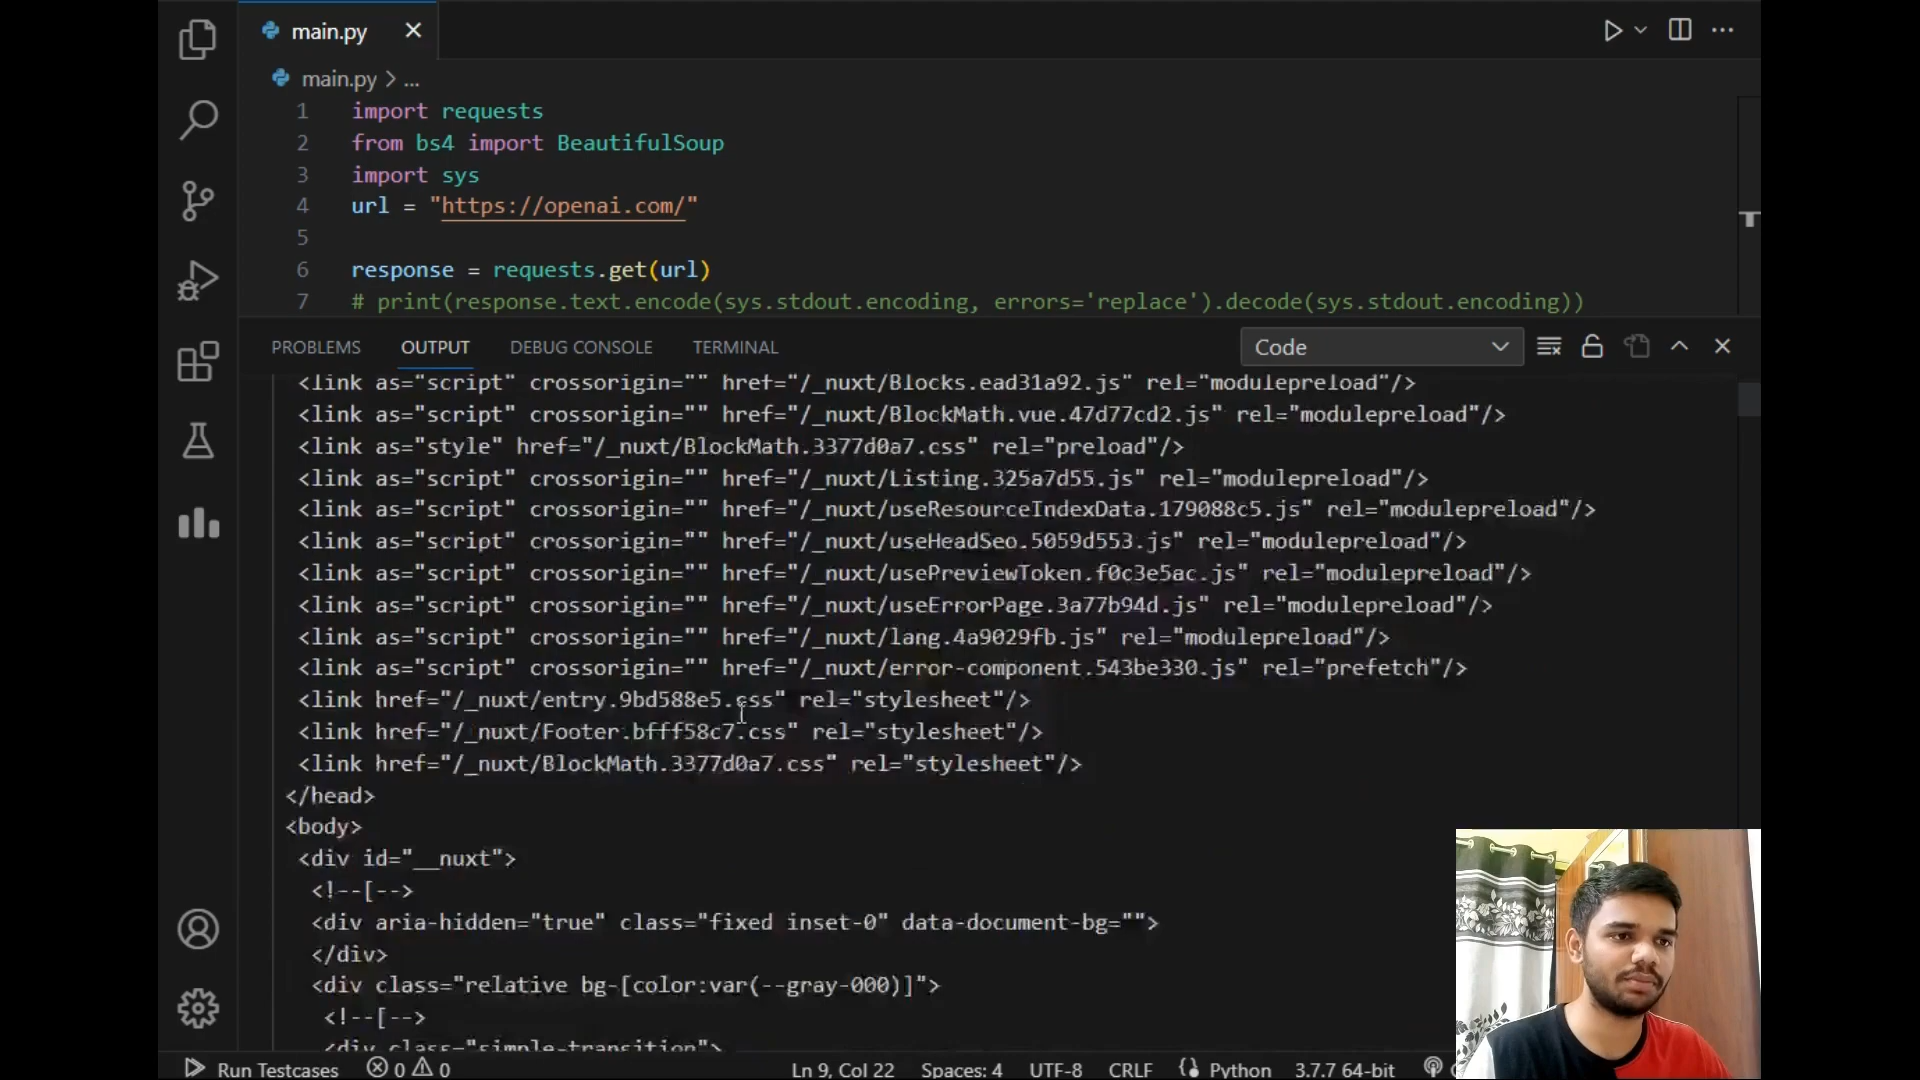 main.py
main.py > ...
1 import requests
2 from bs4 import BeautifulSoup
3 import sys
4 url = "https://openai.com/"
5
6 response = requests.get(url)
7 # print(response.text.encode(sys.stdout.encoding, errors='replace').decode(sys.stdout.encoding))
PROBLEMS OUTPUT DEBUG CONSOLE TERMINAL Code
<link as="script" crossorigin="" href="/_nuxt/Blocks.ead31a92.js" rel="modulepreload"/>
<link as="script" crossorigin="" href="/_nuxt/BlockMath.vue.47d77cd2.js" rel="modulepreload"/>
<link as="style" href="/_nuxt/BlockMath.3377d0a7.css" rel="preload"/>
<link as="script" crossorigin="" href="/_nuxt/Listing.325a7d55.js" rel="modulepreload"/>
<link as="script" crossorigin="" href="/_nuxt/useResourceIndexData.179088c5.js" rel="modulepreload"/>
<link as="script" crossorigin="" href="/_nuxt/useHeadSeo.5059d553.js" rel="modulepreload"/>
<link as="script" crossorigin="" href="/_nuxt/usePreviewToken.f0c3e5ac.js" rel="modulepreload"/>
<link as="script" crossorigin="" href="/_nuxt/useErrorPage.3a77b94d.js" rel="modulepreload"/>
<link as="script" crossorigin="" href="/_nuxt/lang.4a9029fb.js" rel="modulepreload"/>
<link as="script" crossorigin="" href="/_nuxt/error-component.543be330.js" rel="prefetch"/>
<link href="/_nuxt/entry.9bd588e5.css" rel="stylesheet"/>
<link href="/_nuxt/Footer.bfff58c7.css" rel="stylesheet"/>
<link href="/_nuxt/BlockMath.3377d0a7.css" rel="stylesheet"/>
</head>
<body>
<div id="__nuxt">
<!--[-->
<div aria-hidden="true" class="fixed inset-0" data-document-bg="">
</div>
<div class="relative bg-[color:var(--gray-000)]">
<!--[-->
<div class="simple-transition">
Run Testcases 0 0 Ln 9, Col 22 Spaces: 4 UTF-8 CRLF Python 3.7.7 64-bit